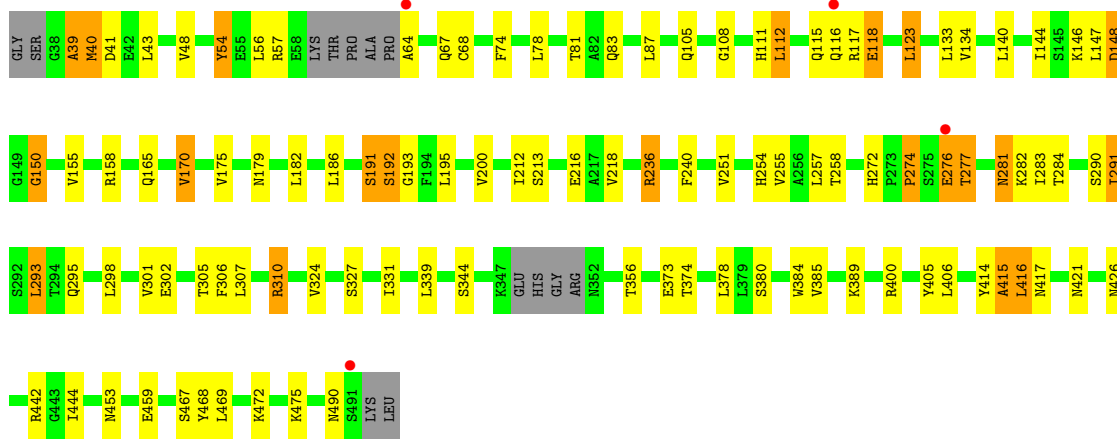 GLY SER G38 A39 M40 D41 E42 L43 V48 Y54 E55 L56 R57 E58 LYS THR PRO ALA PRO A64 Q67 C68 F74 L78 T81 A82 Q83 L87 Q105 G108 H111 L112 Q115 Q116 R117 E118 L123 L133 V134 L140 I144 S145 K146 L147 D148
G149 G150 V155 R158 Q165 V170 V175 N179 L182 L186 S191 S192 G193 F194 L195 V200 I212 S213 E216 A217 V218 R236 F240 V251 H254 V255 A256 L257 T258 H272 P273 P274 S275 E276 I277 N281 K282 I283 T284 S290 I291
S292 L293 T294 Q295 L298 V301 E302 T305 F306 L307 R310 V324 S327 I331 L339 S344 K347 GLU HIS GLY ARG N352 T356 E373 T374 L378 L379 S380 W384 V385 K389 R400 Y405 L406 Y414 A415 L416 N417 N421 N426
R442 G443 I444 N453 E459 S467 Y468 L469 K472 K475 N490 S491 LYS LEU